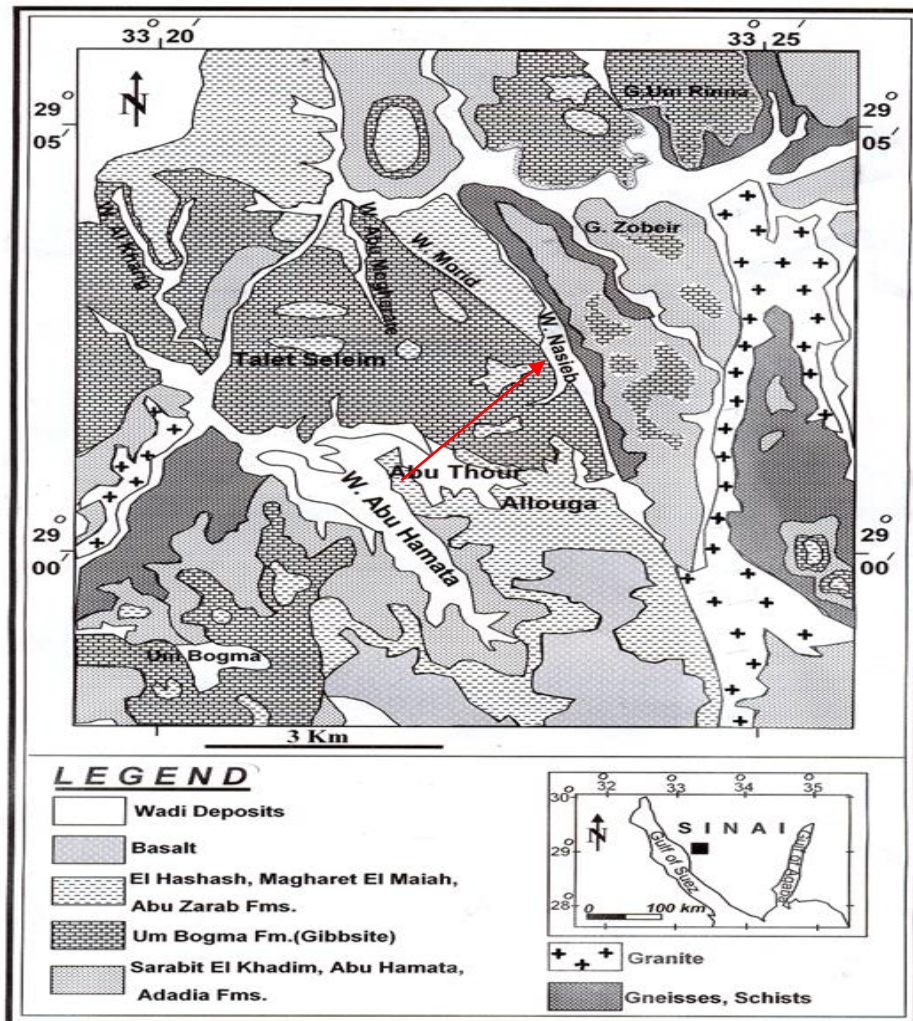 33° 20'
33° 25'
N
29° 05'
29° 05'
G.Um Rinna
W. Al Khang
W. Abu Moghazate
W. Morid
G. Zobeir
Talet Seleim
W. Nasieb
Abu Thour
Allouga
W. Abu Hamata
29° 00'
29° 00'
Um Bogma
3 Km
LEGEND
Wadi Deposits
Basalt
El Hashash, Magharet El Maiah,
Abu Zarab Fms.
Um Bogma Fm.(Gibbsite)
Sarabit El Khadim, Abu Hamata,
Adadia Fms.
32° 33° 34° 35°
30
29
28
N
SINAI
Gulf of Suez
Gulf of Aqaba
0 100 km
Granite
Gneisses, Schists